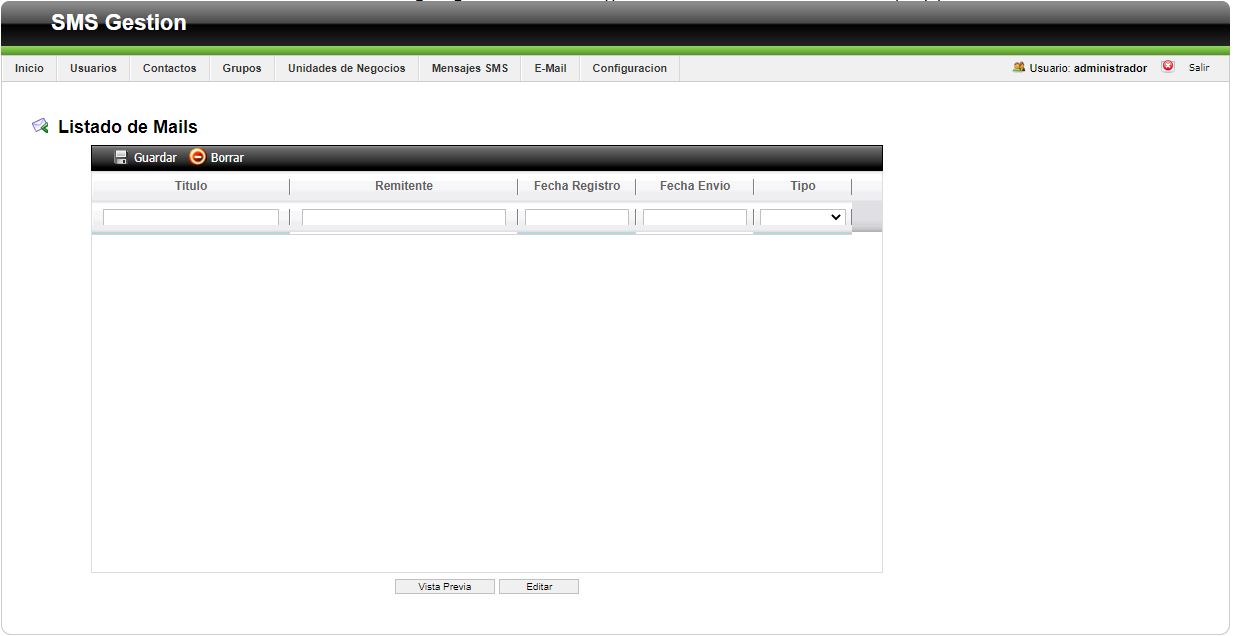 SMS Gestion
Inicio Usuarios Contactos Grupos Unidades de Negocios Mensajes SMS E-Mail Configuracion Usuario: administrador Salir
Listado de Mails
Guardar Borrar
Titulo Remitente Fecha Registro Fecha Envio Tipo
Vista Previa Editar